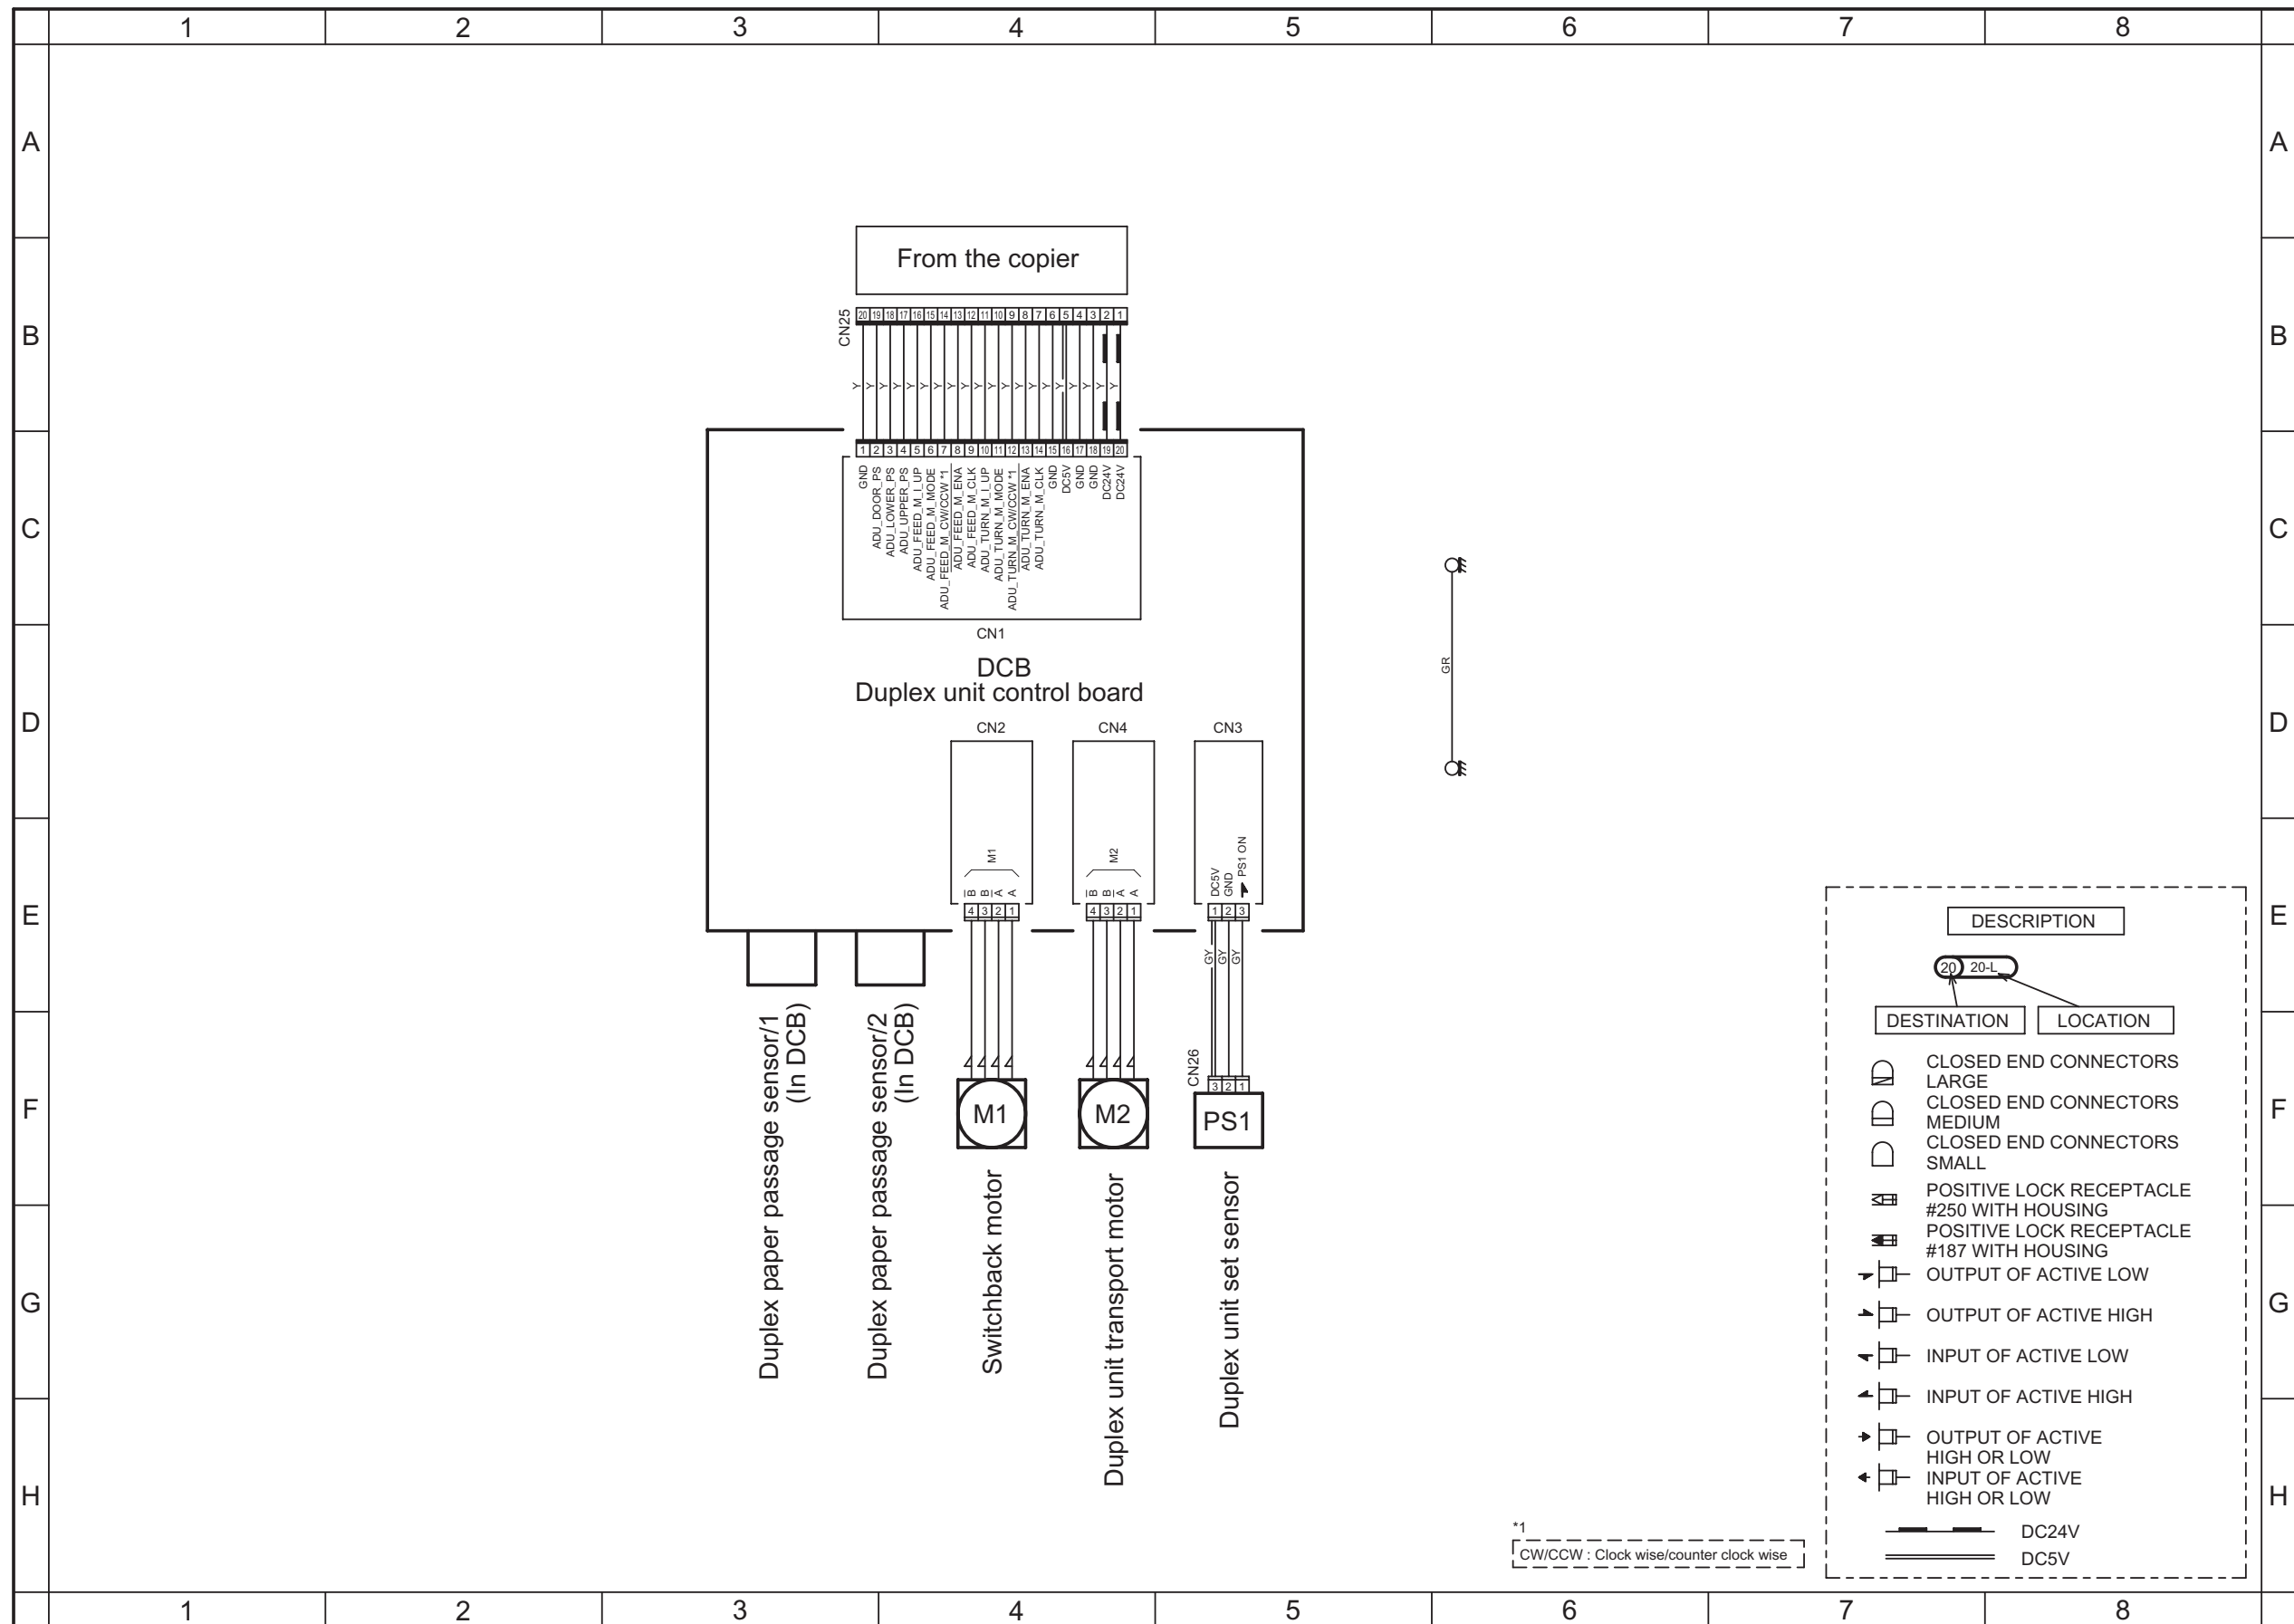 1 2 3 4 5 6 7 8
A A
B B
C C
D D
E E
F F
G G
H H
From the copier
CN25
20 19 18 17 16 15 14 13 12 11 10 9 8 7 6 5 4 3 2 1
Y Y Y Y Y Y Y Y Y Y Y Y Y Y Y Y Y Y Y Y
1 2 3 4 5 6 7 8 9 10 11 12 13 14 15 16 17 18 19 20
GND
ADU_DOOR_PS
ADU_LOWER_PS
ADU_UPPER_PS
ADU_FEED_M_I_UP
ADU_FEED_M_MODE
ADU_FEED_M_CW/CCW *1
ADU_FEED_M_ENA
ADU_FEED_M_CLK
ADU_TURN_M_I_UP
ADU_TURN_M_MODE
ADU_TURN_M_CW/CCW *1
ADU_TURN_M_ENA
ADU_TURN_M_CLK
GND
DC5V
GND
GND
DC24V
DC24V
CN1
DCB
Duplex unit control board
GR
CN2
CN4
CN3
M1
B B A A
4 3 2 1
M2
B B A A
4 3 2 1
DC5V
GND
PS1 ON
1 2 3
GY GY GY
CN26
3 2 1
M1
M2
PS1
Duplex paper passage sensor/1
(In DCB)
Duplex paper passage sensor/2
(In DCB)
Switchback motor
Duplex unit transport motor
Duplex unit set sensor
DESCRIPTION
20 20-L
DESTINATION
LOCATION
CLOSED END CONNECTORS
LARGE
CLOSED END CONNECTORS
MEDIUM
CLOSED END CONNECTORS
SMALL
POSITIVE LOCK RECEPTACLE
#250 WITH HOUSING
POSITIVE LOCK RECEPTACLE
#187 WITH HOUSING
OUTPUT OF ACTIVE LOW
OUTPUT OF ACTIVE HIGH
INPUT OF ACTIVE LOW
INPUT OF ACTIVE HIGH
OUTPUT OF ACTIVE
HIGH OR LOW
INPUT OF ACTIVE
HIGH OR LOW
DC24V
DC5V
*1
CW/CCW : Clock wise/counter clock wise
1 2 3 4 5 6 7 8